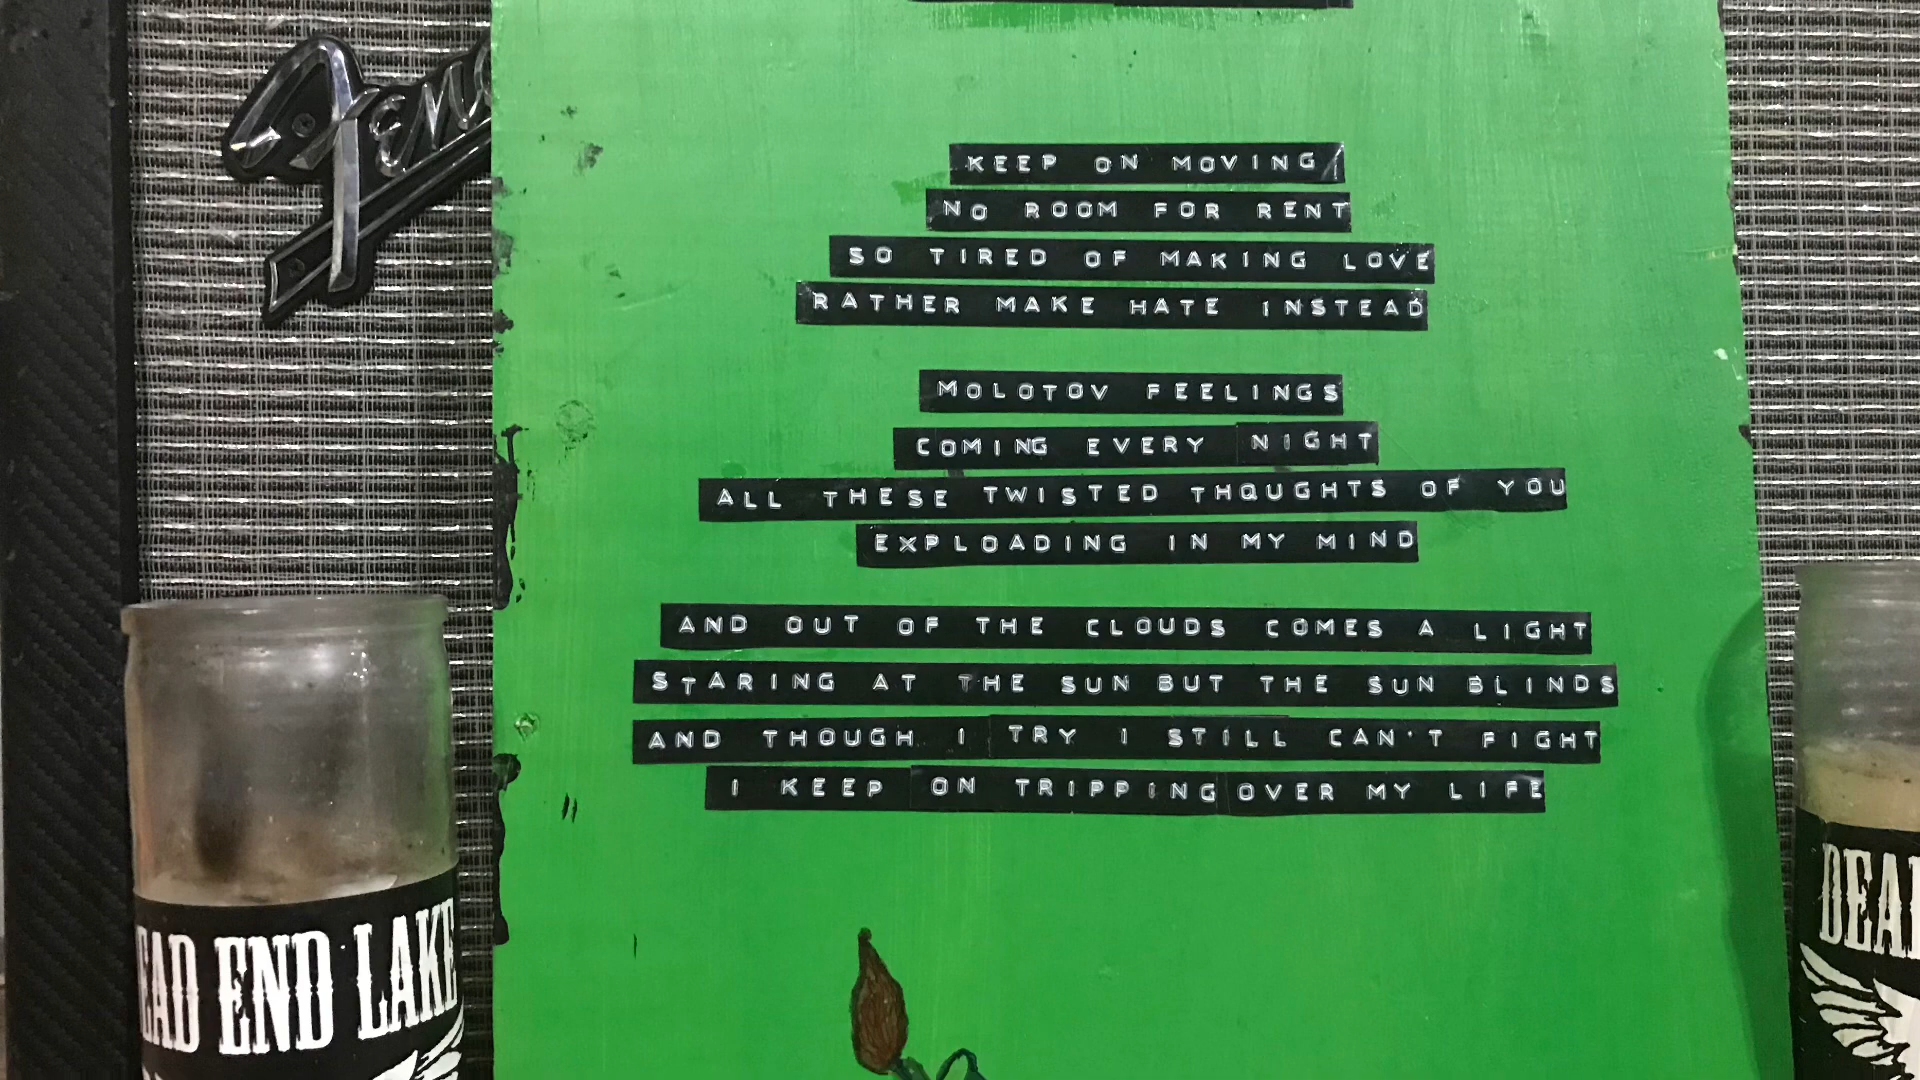 Fen
KEEP ON MOVING
NO ROOM FOR RENT
SO TIRED OF MAKING LOVE
RATHER MAKE HATE INSTEAD
MOLOTOV FEELINGS
COMING EVERY NIGHT
ALL THESE TWISTED THOUGHTS OF YOU
EXPLOADING IN MY MIND
AND OUT OF THE CLOUDS COMES A LIGHT
STARING AT THE SUN BUT THE SUN BLINDS
AND THOUGH I TRY I STILL CAN'T FIGHT
I KEEP ON TRIPPING OVER MY LIFE
EAD END LAKE
DEA